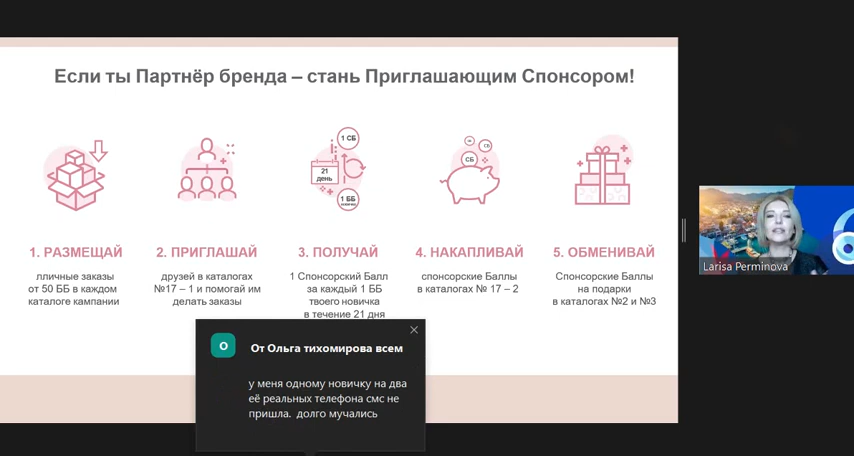 Если ты Партнёр бренда – стань Приглашающим Спонсором!
1 СБ
21
день
1 ББ
СБ
СБ
1. РАЗМЕЩАЙ
лличные заказы
от 50 ББ в каждом
каталоге кампании
2. ПРИГЛАШАЙ
друзей в каталогах
№17 – 1 и помогай им
делать заказы
3. ПОЛУЧАЙ
1 Спонсорский Балл
за каждый 1 ББ
твоего новичка
в течение 21 дня
4. НАКАПЛИВАЙ
спонсорские Баллы
в каталогах № 17 – 2
5. ОБМЕНИВАЙ
Спонсорские Баллы
на подарки
в каталогах №2 и №3
Larisa Perminova
О
От Ольга тихомирова всем
у меня одному новичку на два
её реальных телефона смс не
пришла. долго мучались